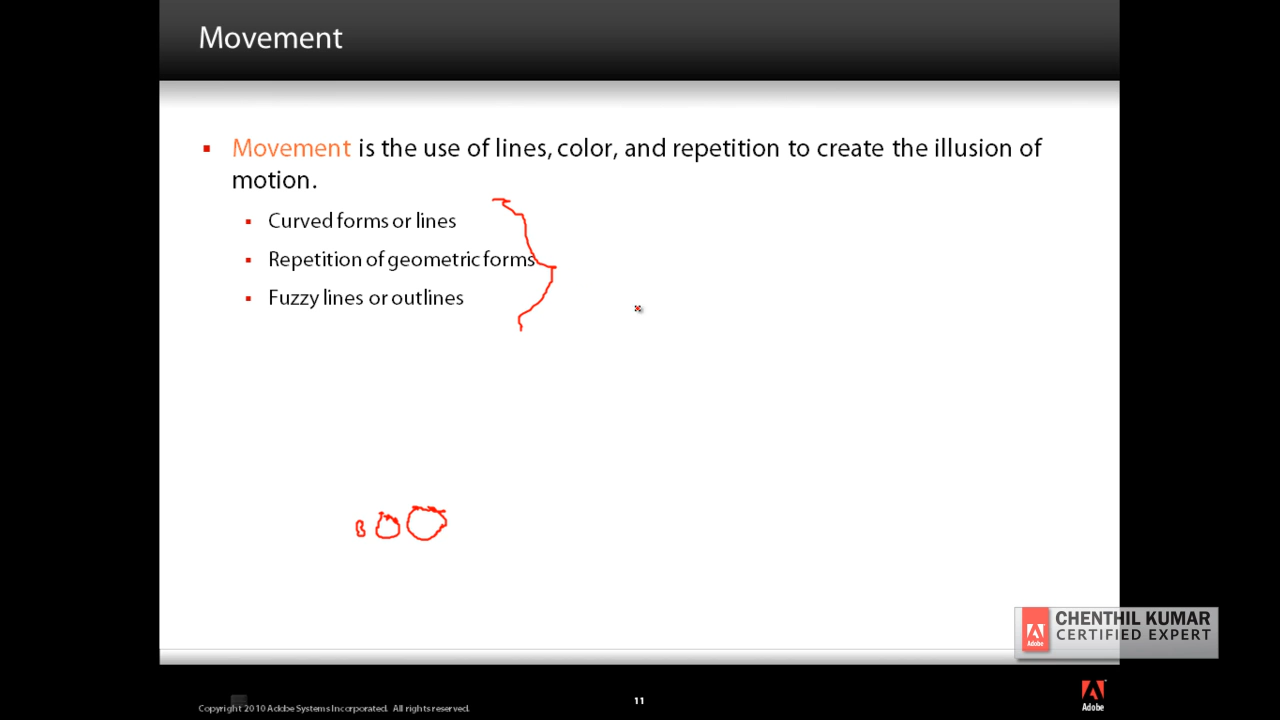 Movement
Movement is the use of lines, color, and repetition to create the illusion of
motion.
Curved forms or lines
Repetition of geometric forms
Fuzzy lines or outlines
CHENTHIL KUMAR
CERTIFIED EXPERT
Adobe
Copyright 2010 Adobe Systems Incorporated. All rights reserved.
11
Adobe